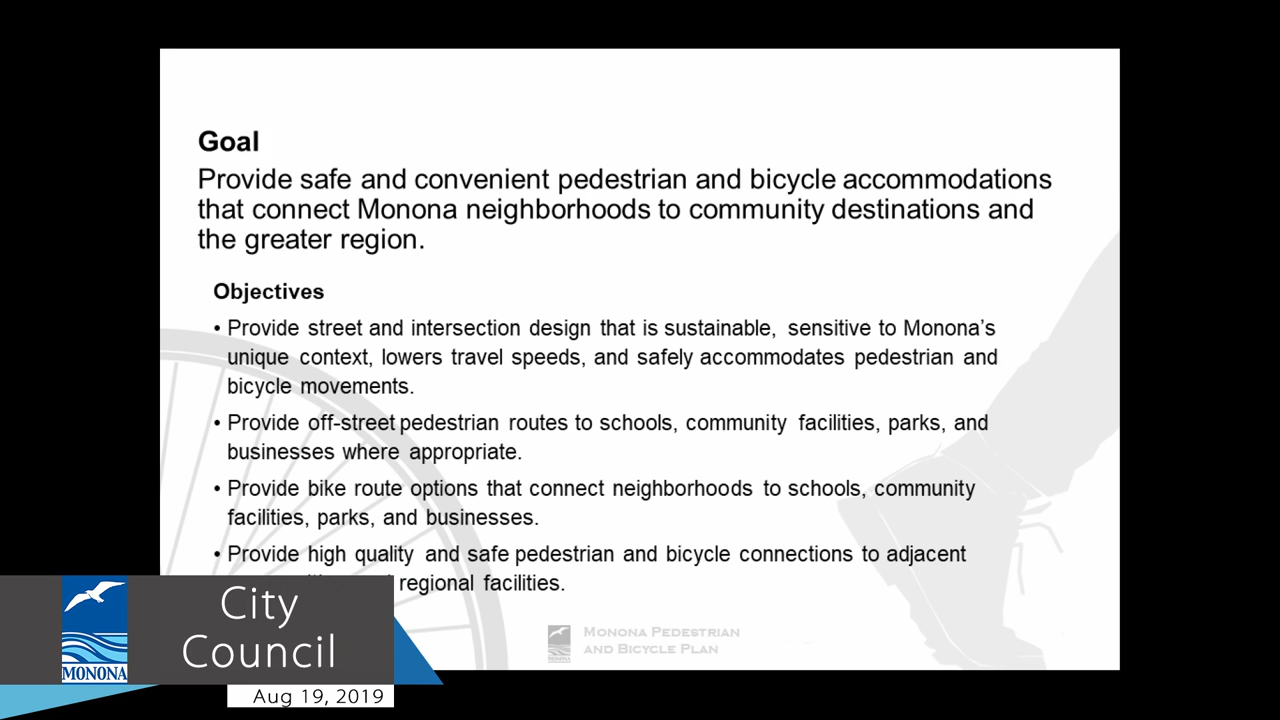 Goal
Provide safe and convenient pedestrian and bicycle accommodations
that connect Monona neighborhoods to community destinations and
the greater region.
Objectives
• Provide street and intersection design that is sustainable, sensitive to Monona’s
unique context, lowers travel speeds, and safely accommodates pedestrian and
bicycle movements.
• Provide off-street pedestrian routes to schools, community facilities, parks, and
businesses where appropriate.
• Provide bike route options that connect neighborhoods to schools, community
facilities, parks, and businesses.
• Provide high quality and safe pedestrian and bicycle connections to adjacent
regional facilities.
MONONA PEDESTRIAN
AND BICYCLE PLAN
City
Council
MONONA
Aug 19, 2019